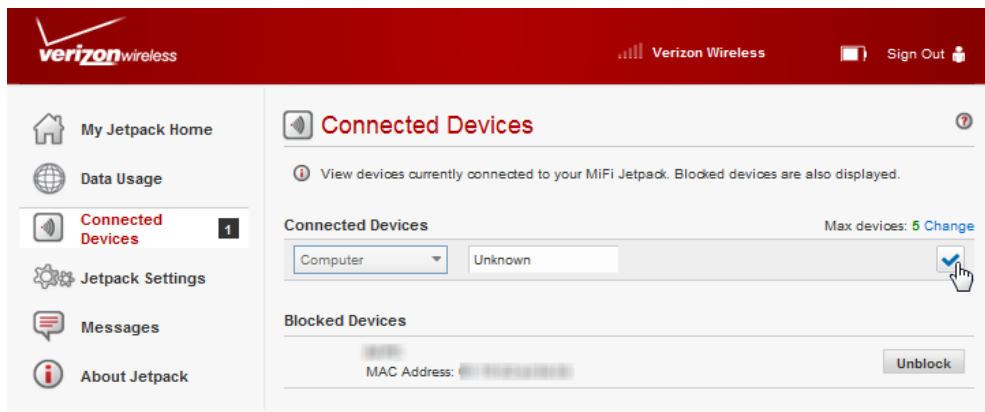 verizonwireless
Verizon Wireless
Sign Out
My Jetpack Home
Data Usage
Connected
Devices
1
Jetpack Settings
Messages
About Jetpack
Connected Devices
View devices currently connected to your MiFi Jetpack. Blocked devices are also displayed.
Connected Devices
Max devices: 5 Change
Computer
Unknown
Blocked Devices
MAC Address:
Unblock